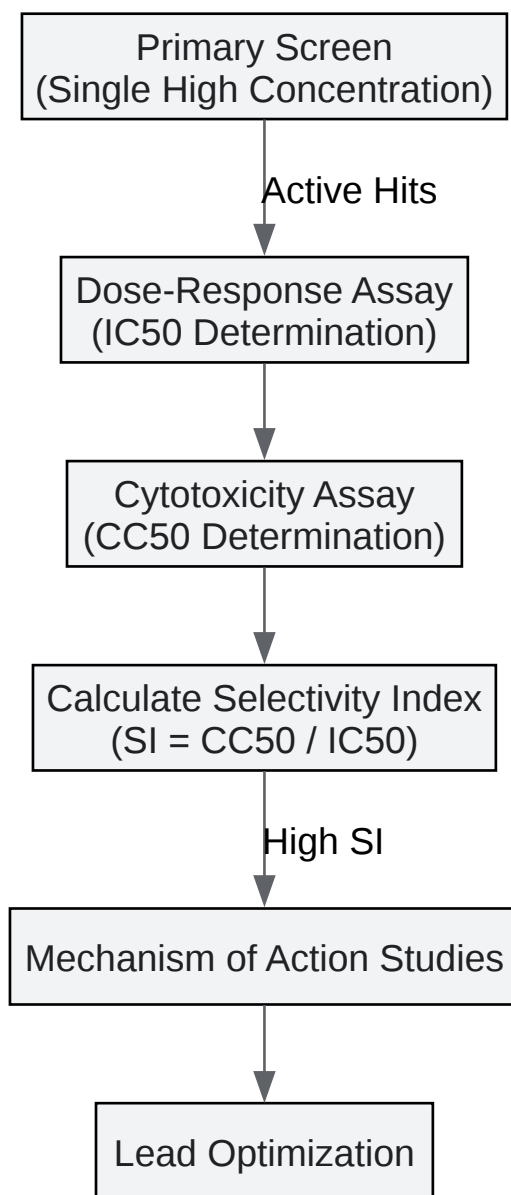 Primary Screen
(Single High Concentration)
Active Hits
Dose-Response Assay
(IC50 Determination)
Cytotoxicity Assay
(CC50 Determination)
Calculate Selectivity Index
(SI = CC50 / IC50)
High SI
Mechanism of Action Studies
Lead Optimization